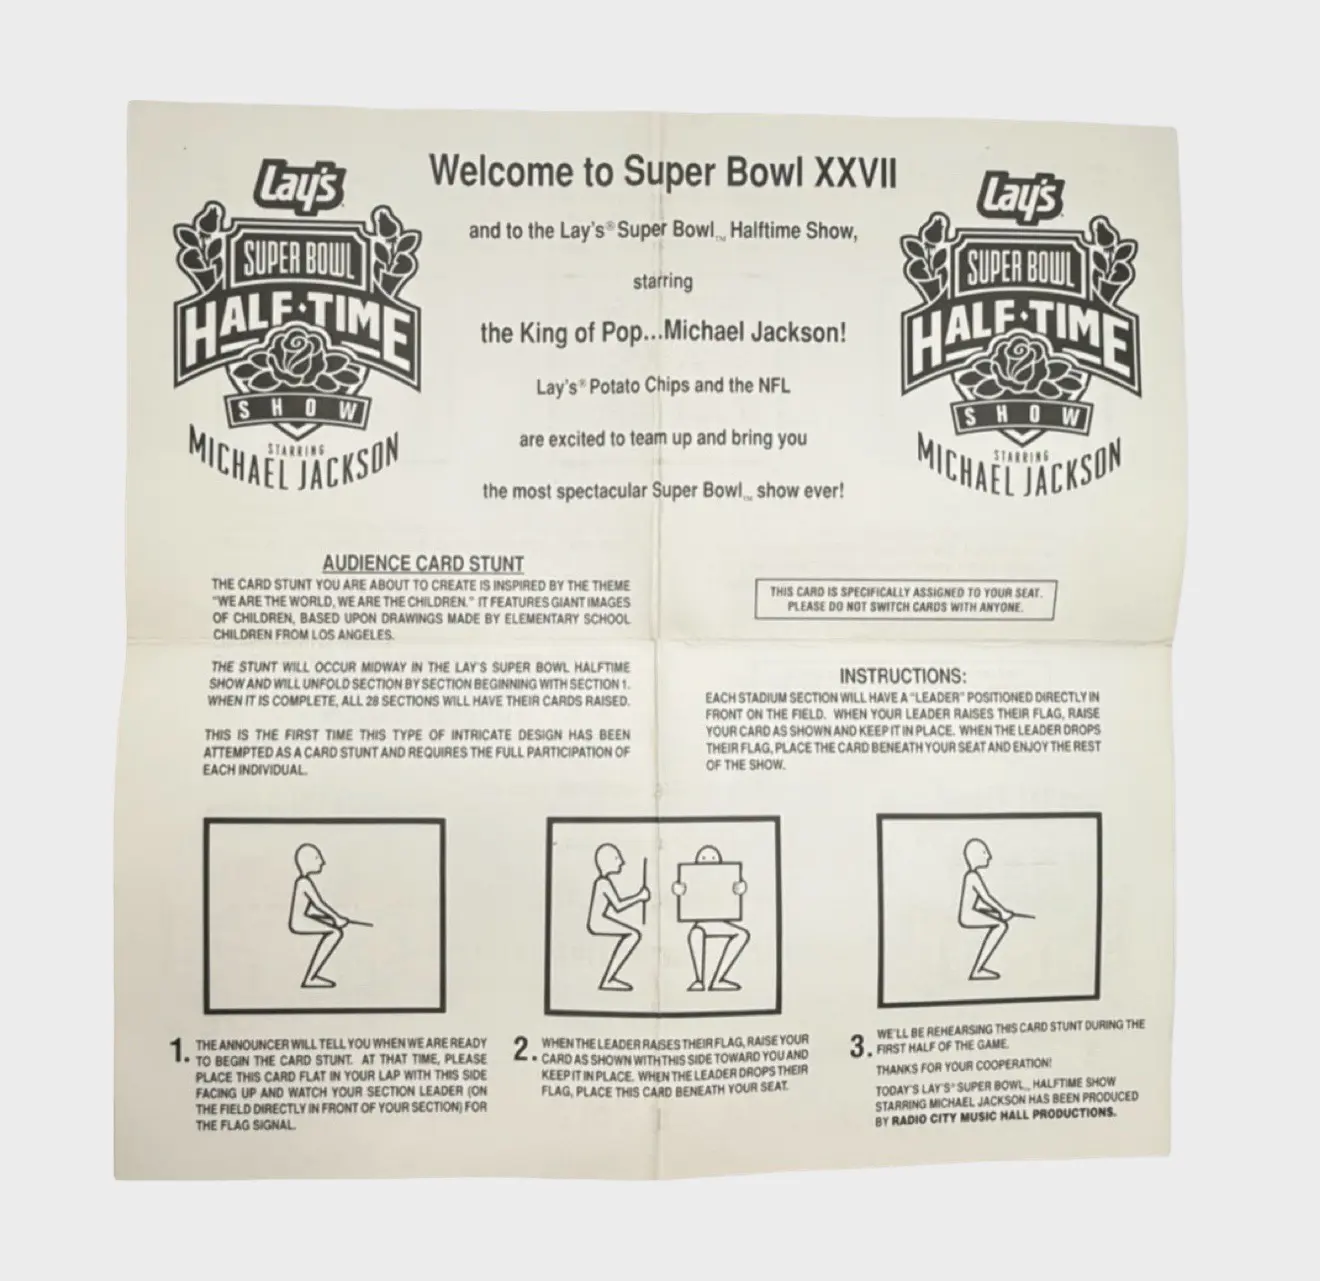 Lay's
SUPER BOWL
HALF·TIME
SHOW
STARRING
MICHAEL JACKSON
Welcome to Super Bowl XXVII
and to the Lay's® Super Bowl™ Halftime Show,
starring
the King of Pop...Michael Jackson!
Lay's® Potato Chips and the NFL
are excited to team up and bring you
the most spectacular Super Bowl™ show ever!
Lay's
SUPER BOWL
HALF·TIME
SHOW
STARRING
MICHAEL JACKSON
AUDIENCE CARD STUNT
THE CARD STUNT YOU ARE ABOUT TO CREATE IS INSPIRED BY THE THEME
"WE ARE THE WORLD, WE ARE THE CHILDREN." IT FEATURES GIANT IMAGES
OF CHILDREN, BASED UPON DRAWINGS MADE BY ELEMENTARY SCHOOL
CHILDREN FROM LOS ANGELES.
THE STUNT WILL OCCUR MIDWAY IN THE LAY'S SUPER BOWL HALFTIME
SHOW AND WILL UNFOLD SECTION BY SECTION BEGINNING WITH SECTION 1.
WHEN IT IS COMPLETE, ALL 28 SECTIONS WILL HAVE THEIR CARDS RAISED.
THIS IS THE FIRST TIME THIS TYPE OF INTRICATE DESIGN HAS BEEN
ATTEMPTED AS A CARD STUNT AND REQUIRES THE FULL PARTICIPATION OF
EACH INDIVIDUAL.
THIS CARD IS SPECIFICALLY ASSIGNED TO YOUR SEAT.
PLEASE DO NOT SWITCH CARDS WITH ANYONE.
INSTRUCTIONS:
EACH STADIUM SECTION WILL HAVE A "LEADER" POSITIONED DIRECTLY IN
FRONT ON THE FIELD. WHEN YOUR LEADER RAISES THEIR FLAG, RAISE
YOUR CARD AS SHOWN AND KEEP IT IN PLACE. WHEN THE LEADER DROPS
THEIR FLAG, PLACE THE CARD BENEATH YOUR SEAT AND ENJOY THE REST
OF THE SHOW.
1. THE ANNOUNCER WILL TELL YOU WHEN WE ARE READY
TO BEGIN THE CARD STUNT. AT THAT TIME, PLEASE
PLACE THIS CARD FLAT IN YOUR LAP WITH THIS SIDE
FACING UP AND WATCH YOUR SECTION LEADER (ON
THE FIELD DIRECTLY IN FRONT OF YOUR SECTION) FOR
THE FLAG SIGNAL.
2. WHEN THE LEADER RAISES THEIR FLAG, RAISE YOUR
CARD AS SHOWN WITH THIS SIDE TOWARD YOU AND
KEEP IT IN PLACE. WHEN THE LEADER DROPS THEIR
FLAG, PLACE THIS CARD BENEATH YOUR SEAT.
3. WE'LL BE REHEARSING THIS CARD STUNT DURING THE
FIRST HALF OF THE GAME.
THANKS FOR YOUR COOPERATION!
TODAY'S LAY'S® SUPER BOWL™ HALFTIME SHOW
STARRING MICHAEL JACKSON HAS BEEN PRODUCED
BY RADIO CITY MUSIC HALL PRODUCTIONS.